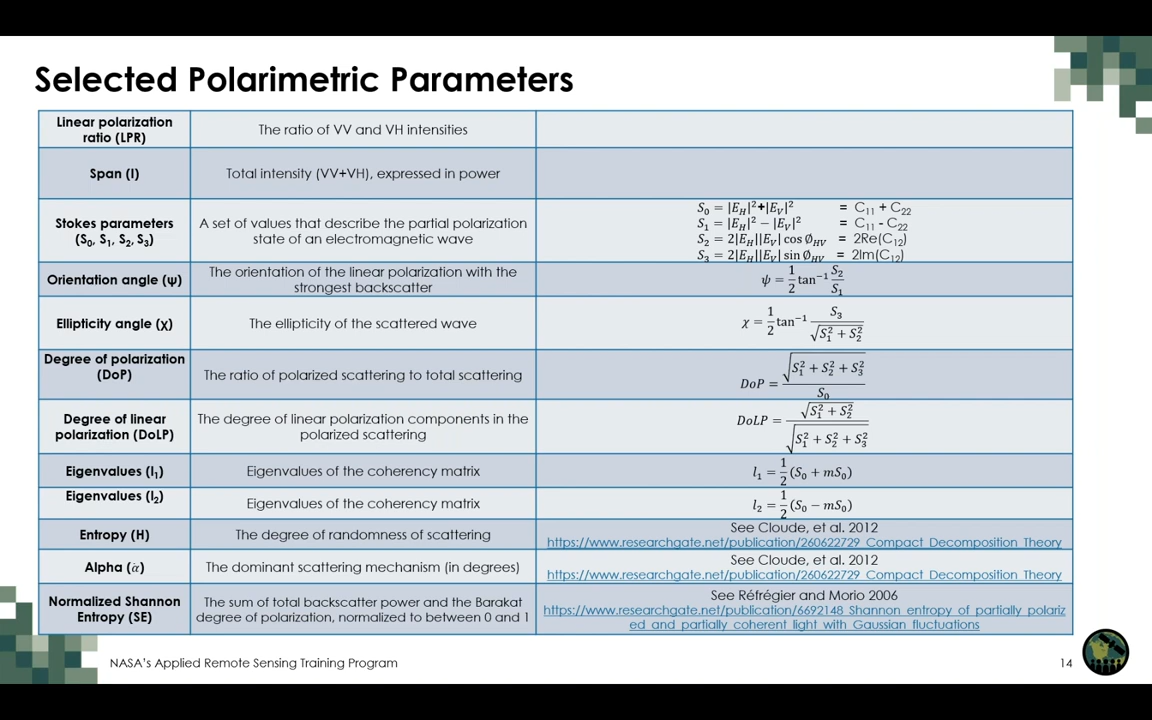 Selected Polarimetric Parameters
Linear polarization
ratio (LPR)
The ratio of VV and VH intensities
Span (I)
Total intensity (VV+VH), expressed in power
Stokes parameters
(S₀, S₁, S₂, S₃)
A set of values that describe the partial polarization
state of an electromagnetic wave
S₀ = |E_H|²+|E_V|² = C₁₁ + C₂₂
S₁ = |E_H|² − |E_V|² = C₁₁ - C₂₂
S₂ = 2|E_H||E_V| cos Ø_HV = 2Re(C₁₂)
S₃ = 2|E_H||E_V| sin Ø_HV = 2Im(C₁₂)
Orientation angle (ψ)
The orientation of the linear polarization with the
strongest backscatter
ψ = 1/2 tan⁻¹ S₂/S₁
Ellipticity angle (χ)
The ellipticity of the scattered wave
χ = 1/2 tan⁻¹ S₃/√(S₁² + S₂²)
Degree of polarization
(DoP)
The ratio of polarized scattering to total scattering
DoP = √(S₁² + S₂² + S₃²)/S₀
Degree of linear
polarization (DoLP)
The degree of linear polarization components in the
polarized scattering
DoLP = √(S₁² + S₂²)/√(S₁² + S₂² + S₃²)
Eigenvalues (l₁)
Eigenvalues of the coherency matrix
l₁ = 1/2 (S₀ + mS₀)
Eigenvalues (l₂)
Eigenvalues of the coherency matrix
l₂ = 1/2 (S₀ − mS₀)
Entropy (H)
The degree of randomness of scattering
See Cloude, et al. 2012
https://www.researchgate.net/publication/260622729_Compact_Decomposition_Theory
Alpha (ά)
The dominant scattering mechanism (in degrees)
See Cloude, et al. 2012
https://www.researchgate.net/publication/260622729_Compact_Decomposition_Theory
Normalized Shannon
Entropy (SE)
The sum of total backscatter power and the Barakat
degree of polarization, normalized to between 0 and 1
See Réfrégier and Morio 2006
https://www.researchgate.net/publication/6692148_Shannon_entropy_of_partially_polariz
ed_and_partially_coherent_light_with_Gaussian_fluctuations
NASA's Applied Remote Sensing Training Program
14